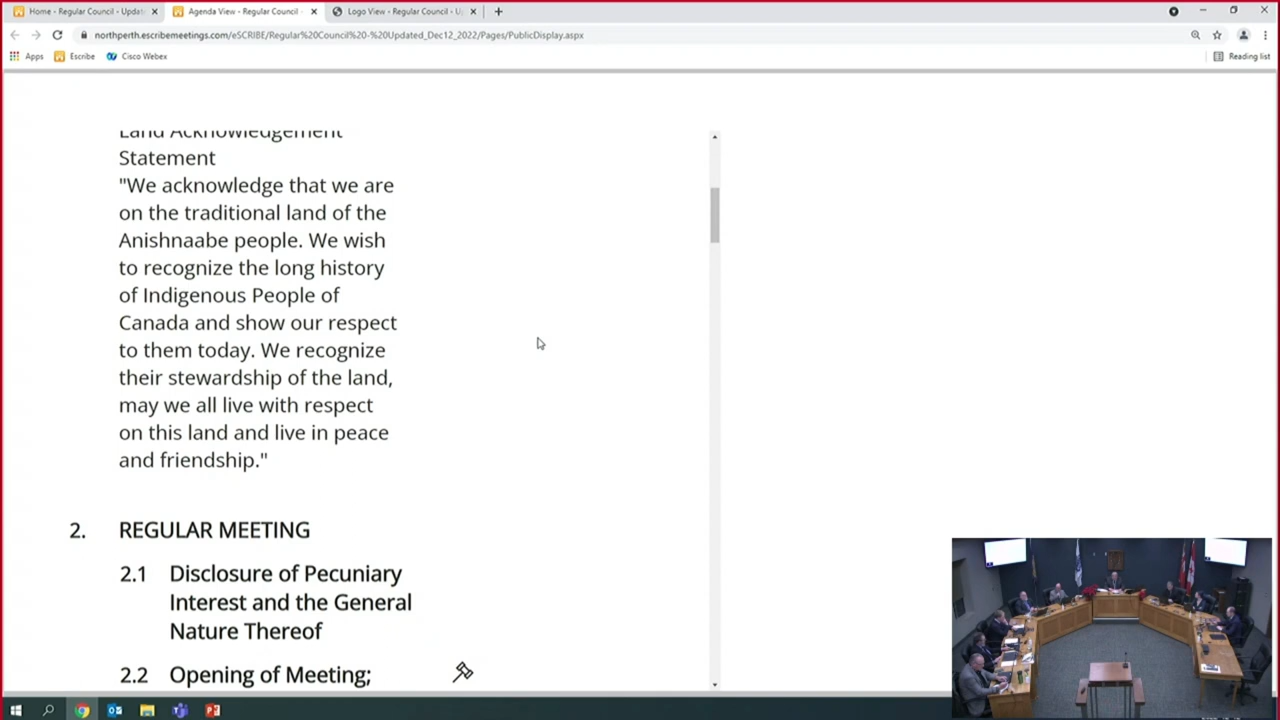 Home - Regular Council - Updat
Agenda View - Regular Council -
Logo View - Regular Council - Up
northperth.escribemeetings.com/eSCRIBE/Regular%20Council%20-%20Updated_Dec12_2022/Pages/PublicDisplay.aspx
Apps
Escribe
Cisco Webex
Reading list
Land Acknowledgement
Statement
"We acknowledge that we are
on the traditional land of the
Anishnaabe people. We wish
to recognize the long history
of Indigenous People of
Canada and show our respect
to them today. We recognize
their stewardship of the land,
may we all live with respect
on this land and live in peace
and friendship."
2. REGULAR MEETING
2.1 Disclosure of Pecuniary
Interest and the General
Nature Thereof
2.2 Opening of Meeting;